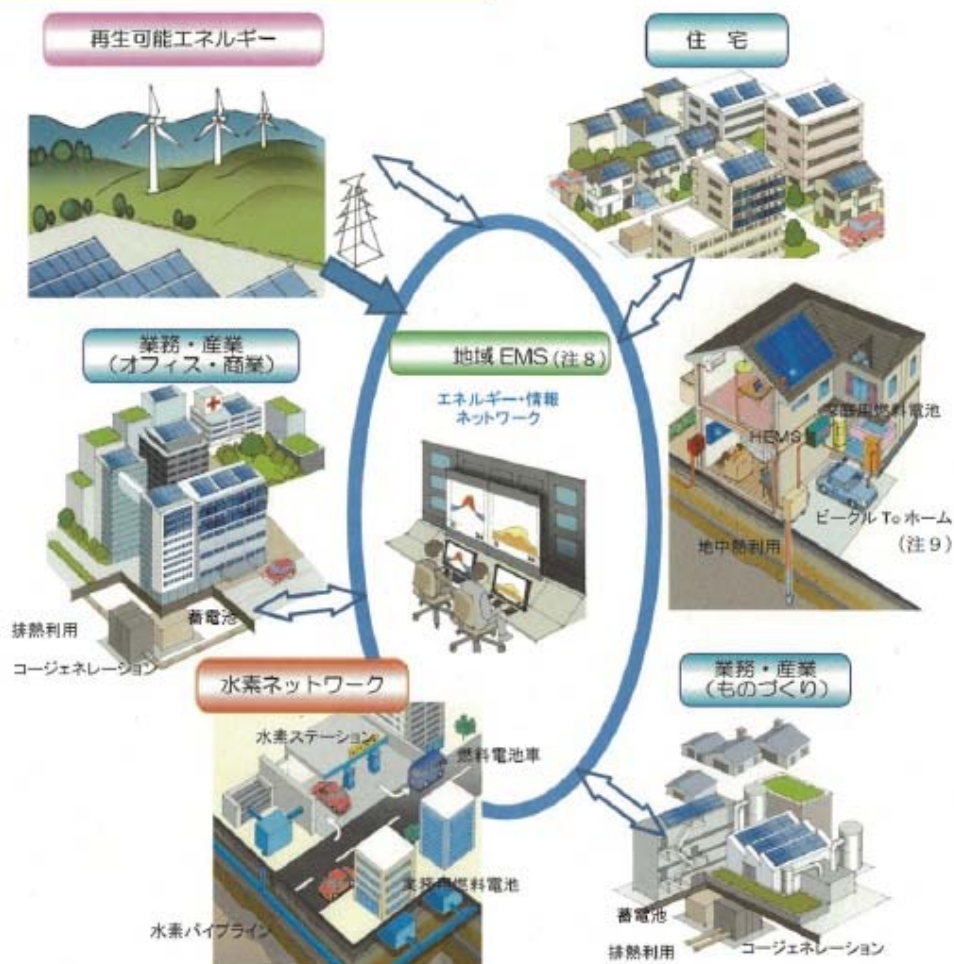 再生可能エネルギー
住 宅
業務・産業
(オフィス・商業)
地域 EMS (注8)
エネルギー・情報
ネットワーク
家庭用燃料電池
HEMS
ビークル To ホーム
(注9)
地中熱利用
蓄電池
排熱利用
コージェネレーション
水素ネットワーク
水素ステーション
燃料電池車
業務用燃料電池
水素パイプライン
業務・産業
(ものづくり)
蓄電池
排熱利用
コージェネレーション